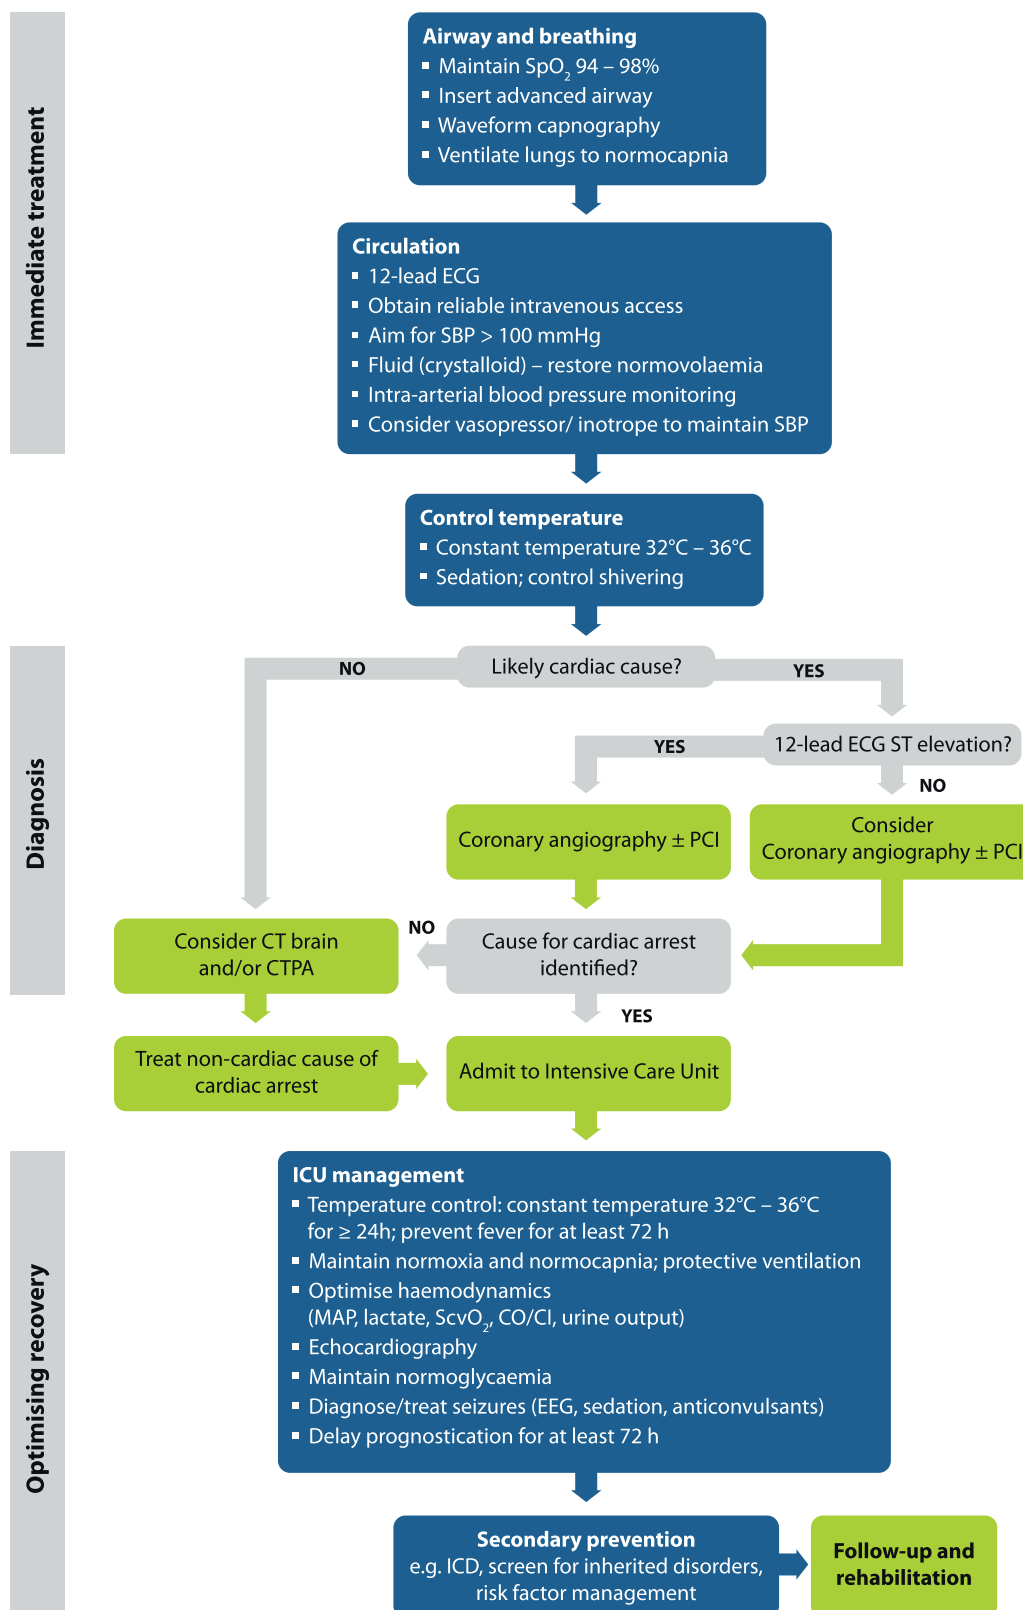 Immediate treatment
Airway and breathing
▪ Maintain SpO₂ 94 – 98%
▪ Insert advanced airway
▪ Waveform capnography
▪ Ventilate lungs to normocapnia
Circulation
▪ 12-lead ECG
▪ Obtain reliable intravenous access
▪ Aim for SBP > 100 mmHg
▪ Fluid (crystalloid) – restore normovolaemia
▪ Intra-arterial blood pressure monitoring
▪ Consider vasopressor/ inotrope to maintain SBP
Control temperature
▪ Constant temperature 32°C – 36°C
▪ Sedation; control shivering
Diagnosis
Likely cardiac cause?
NO
YES
12-lead ECG ST elevation?
YES
NO
Coronary angiography ± PCI
Consider
Coronary angiography ± PCI
Consider CT brain
and/or CTPA
NO
Cause for cardiac arrest
identified?
YES
Treat non-cardiac cause of
cardiac arrest
Admit to Intensive Care Unit
Optimising recovery
ICU management
▪ Temperature control: constant temperature 32°C – 36°C
for ≥ 24h; prevent fever for at least 72 h
▪ Maintain normoxia and normocapnia; protective ventilation
▪ Optimise haemodynamics
(MAP, lactate, ScvO₂, CO/CI, urine output)
▪ Echocardiography
▪ Maintain normoglycaemia
▪ Diagnose/treat seizures (EEG, sedation, anticonvulsants)
▪ Delay prognostication for at least 72 h
Secondary prevention
e.g. ICD, screen for inherited disorders,
risk factor management
Follow-up and
rehabilitation